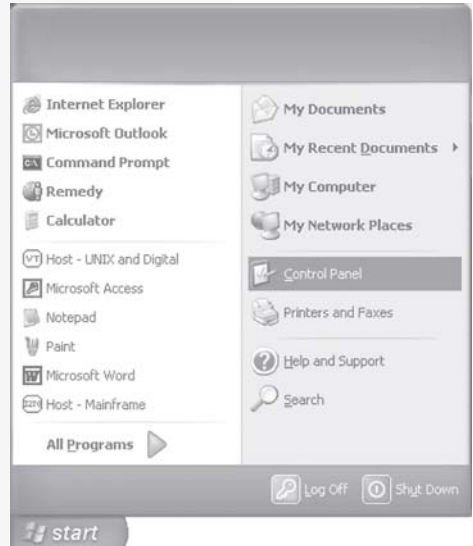 Internet Explorer
Microsoft Outlook
Command Prompt
Remedy
Calculator
Host - UNIX and Digital
Microsoft Access
Notepad
Paint
Microsoft Word
Host - Mainframe
All Programs
My Documents
My Recent Documents
My Computer
My Network Places
Control Panel
Printers and Faxes
Help and Support
Search
Log Off
Shut Down
start